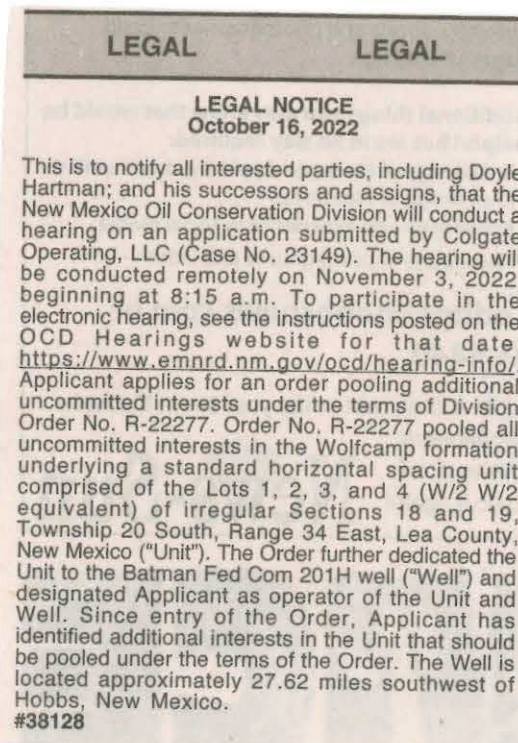 LEGAL LEGAL
LEGAL NOTICE
October 16, 2022
This is to notify all interested parties, including Doyle
Hartman; and his successors and assigns, that the
New Mexico Oil Conservation Division will conduct a
hearing on an application submitted by Colgate
Operating, LLC (Case No. 23149). The hearing will
be conducted remotely on November 3, 2022
beginning at 8:15 a.m. To participate in the
electronic hearing, see the instructions posted on the
OCD Hearings website for that date
https://www.emnrd.nm.gov/ocd/hearing-info/.
Applicant applies for an order pooling additional
uncommitted interests under the terms of Division
Order No. R-22277. Order No. R-22277 pooled all
uncommitted interests in the Wolfcamp formation
underlying a standard horizontal spacing unit
comprised of the Lots 1, 2, 3, and 4 (W/2 W/2
equivalent) of irregular Sections 18 and 19,
Township 20 South, Range 34 East, Lea County,
New Mexico ("Unit"). The Order further dedicated the
Unit to the Batman Fed Com 201H well ("Well") and
designated Applicant as operator of the Unit and
Well. Since entry of the Order, Applicant has
identified additional interests in the Unit that should
be pooled under the terms of the Order. The Well is
located approximately 27.62 miles southwest of
Hobbs, New Mexico.
#38128